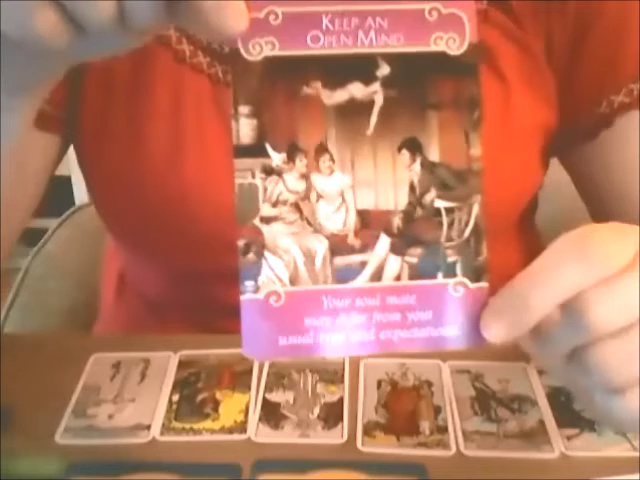 KEEP AN
OPEN MIND
Your soul mate
may differ from your
usual type and expectations.